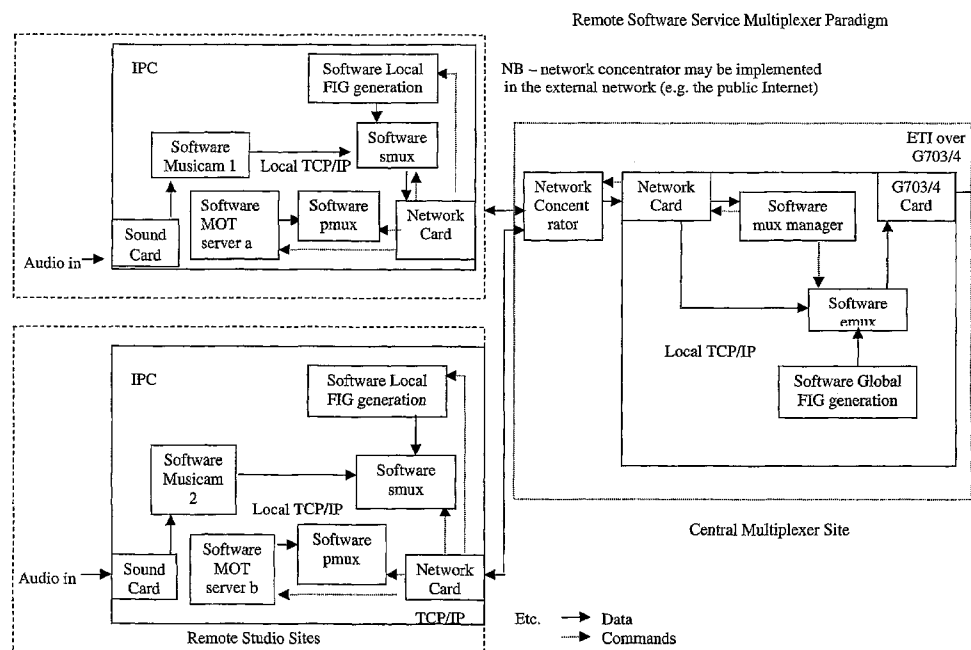 Remote Software Service Multiplexer Paradigm
NB – network concentrator may be implemented
in the external network (e.g. the public Internet)
IPC
Software Local
FIG generation
Software
smux
Software
Musicam 1
Local TCP/IP
Software
MOT
server a
Software
pmux
Network
Card
Sound
Card
Audio in
IPC
Software Local
FIG generation
Software
Musicam
2
Software
smux
Local TCP/IP
Software
MOT
server b
Software
pmux
Sound
Card
Network
Card
Audio in
TCP/IP
Remote Studio Sites
Network
Concent
rator
ETI over
G703/4
Network
Card
G703/4
Card
Software
mux manager
Software
emux
Local TCP/IP
Software Global
FIG generation
Central Multiplexer Site
Etc.
Data
Commands